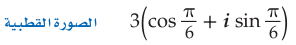 3(cos π/6 + i sin π/6) الصورة القطبية